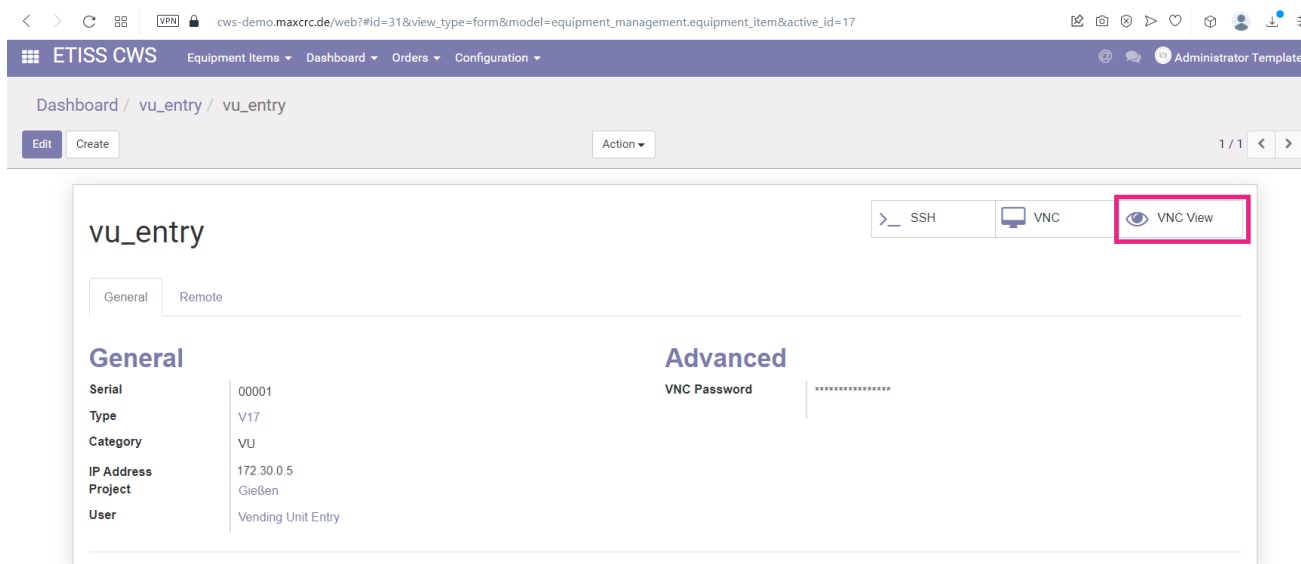 VPN cws-demo.maxcrc.de/web?#id=31&view_type=form&model=equipment_management.equipment_item&active_id=17
ETISS CWS Equipment Items Dashboard Orders Configuration @ Administrator Template
Dashboard / vu_entry / vu_entry
Edit Create Action 1 / 1
vu_entry >_ SSH VNC VNC View
General Remote
General Advanced
Serial 00001 VNC Password ****************
Type V17
Category VU
IP Address 172.30.0.5
Project Gießen
User Vending Unit Entry